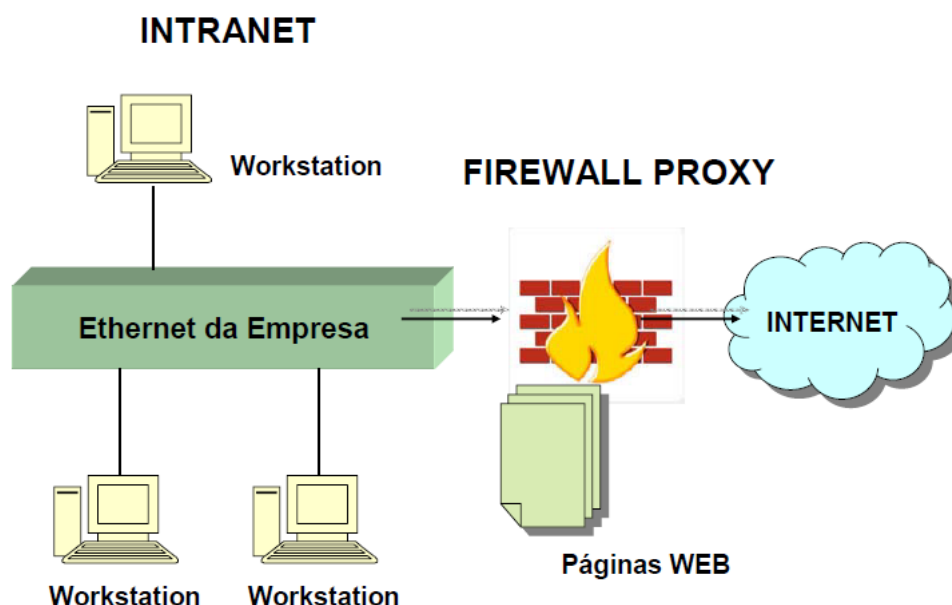 INTRANET
Workstation
FIREWALL PROXY
Ethernet da Empresa
INTERNET
Páginas WEB
Workstation
Workstation